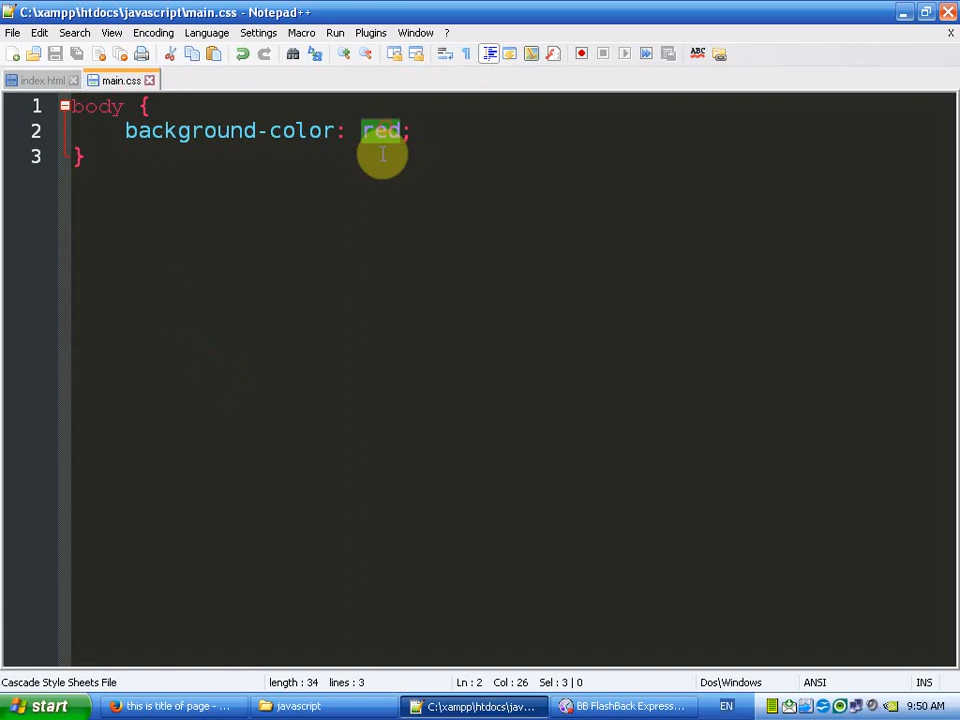 C:\xampp\htdocs\javascript\main.css - Notepad++
File Edit Search View Encoding Language Settings Macro Run Plugins Window ? X
ABC
index.html main.css
1 body {
2 background-color: red;
3 }
Cascade Style Sheets File length : 34 lines : 3 Ln : 2 Col : 26 Sel : 3 | 0 Dos\Windows ANSI INS
start this is title of page - ... javascript C:\xampp\htdocs\jav... BB FlashBack Express... EN 9:50 AM